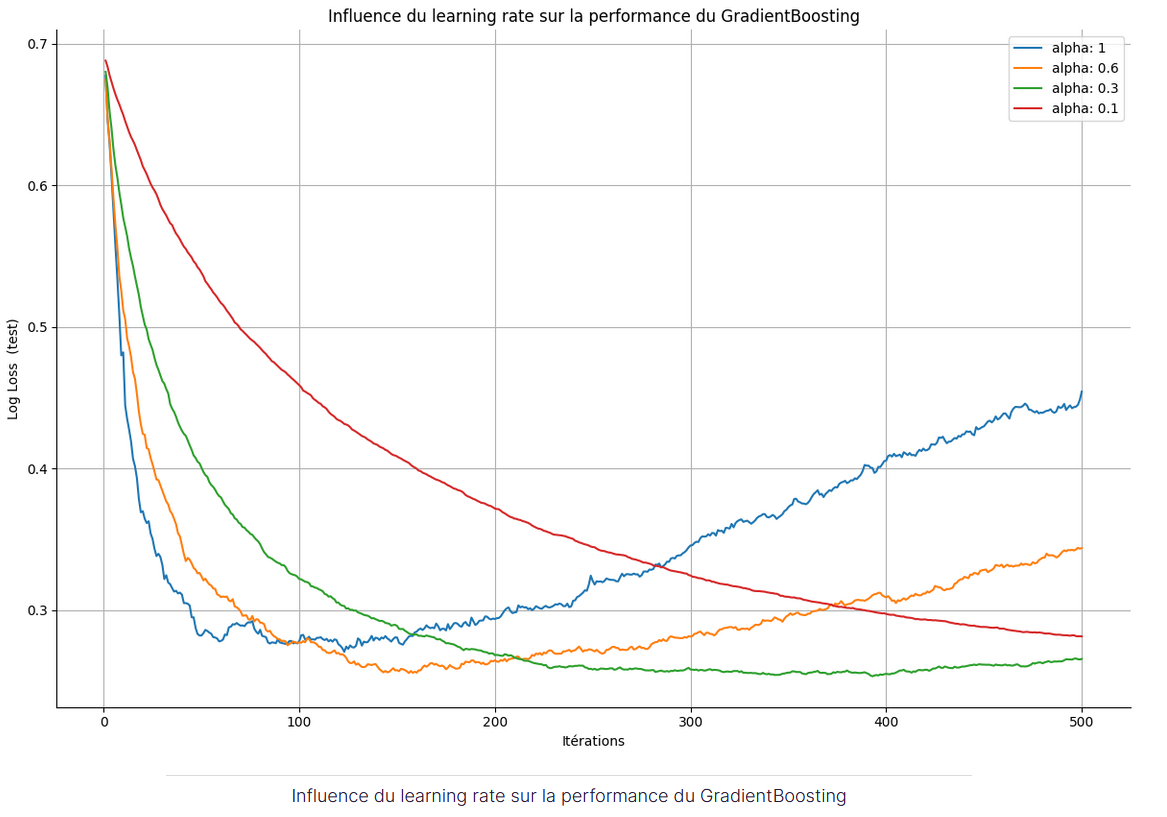 Influence du learning rate sur la performance du GradientBoosting
alpha: 1
alpha: 0.6
alpha: 0.3
alpha: 0.1
0.7
0.6
0.5
0.4
0.3
Log Loss (test)
0 100 200 300 400 500
Itérations
Influence du learning rate sur la performance du GradientBoosting